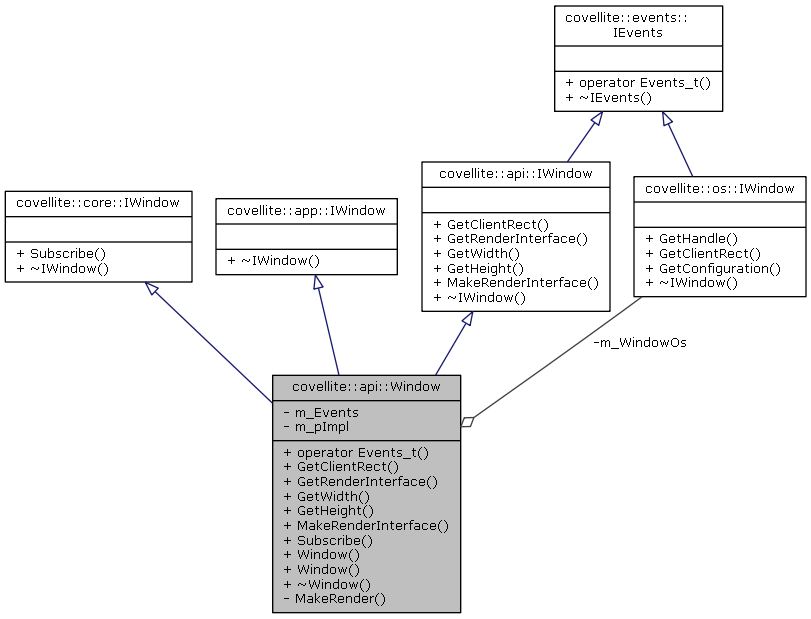 covellite::events::
IEvents
+ operator Events_t()
+ ~IEvents()
covellite::core::IWindow
+ Subscribe()
+ ~IWindow()
covellite::app::IWindow
+ ~IWindow()
covellite::api::IWindow
+ GetClientRect()
+ GetRenderInterface()
+ GetWidth()
+ GetHeight()
+ MakeRenderInterface()
+ ~IWindow()
covellite::os::IWindow
+ GetHandle()
+ GetClientRect()
+ GetConfiguration()
+ ~IWindow()
-m_WindowOs
covellite::api::Window
- m_Events
- m_pImpl
+ operator Events_t()
+ GetClientRect()
+ GetRenderInterface()
+ GetWidth()
+ GetHeight()
+ MakeRenderInterface()
+ Subscribe()
+ Window()
+ Window()
+ ~Window()
- MakeRender()